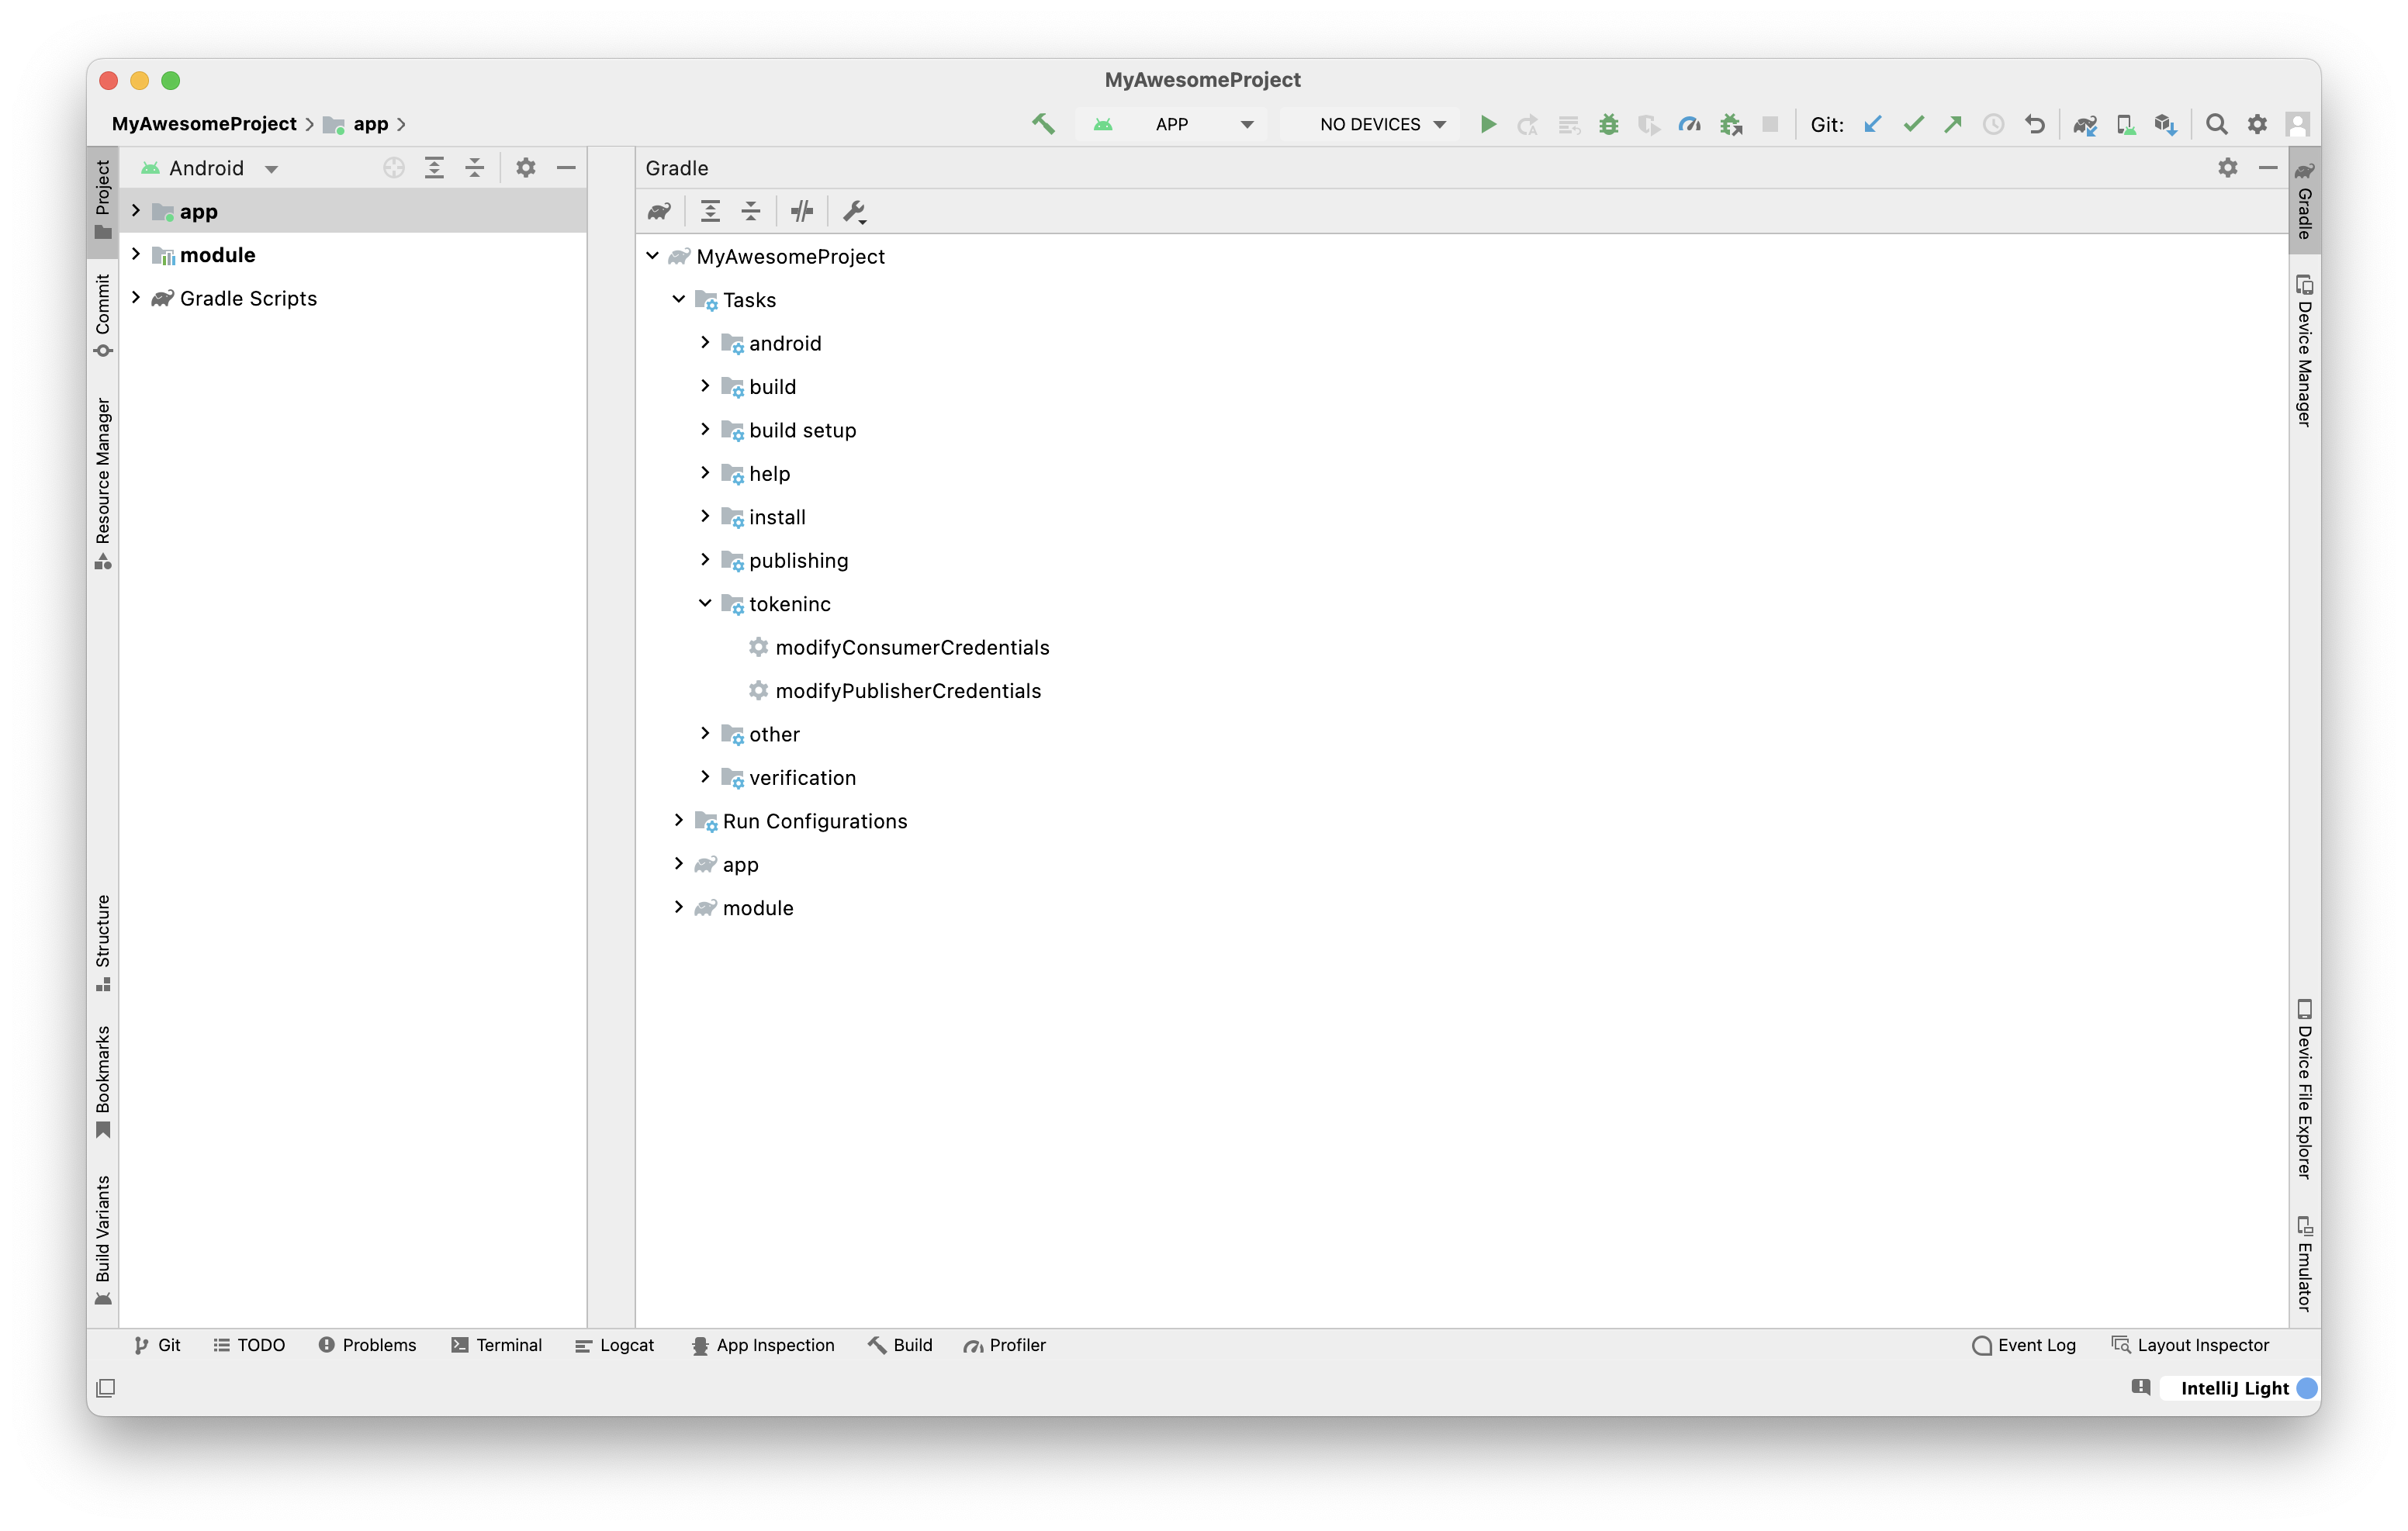 MyAwesomeProject
MyAwesomeProject app
APP
NO DEVICES
Git:
Project
Commit
Resource Manager
Structure
Bookmarks
Build Variants
Android
app
module
Gradle Scripts
Gradle
MyAwesomeProject
Tasks
android
build
build setup
help
install
publishing
tokeninc
modifyConsumerCredentials
modifyPublisherCredentials
other
verification
Run Configurations
app
module
Gradle
Device Manager
Device File Explorer
Emulator
Git
TODO
Problems
Terminal
Logcat
App Inspection
Build
Profiler
Event Log
Layout Inspector
IntelliJ Light